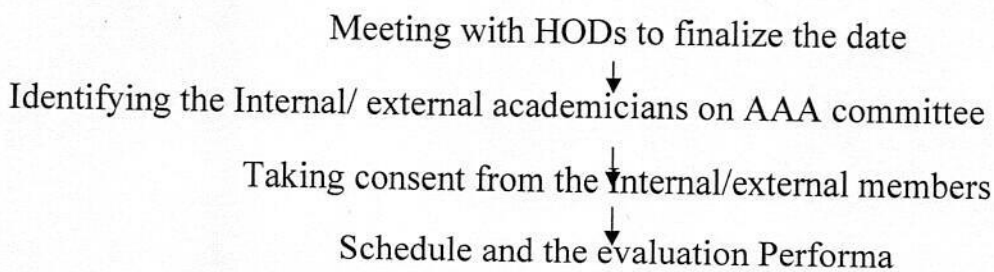 Meeting with HODs to finalize the date
Identifying the Internal/ external academicians on AAA committee
Taking consent from the Internal/external members
Schedule and the evaluation Performa